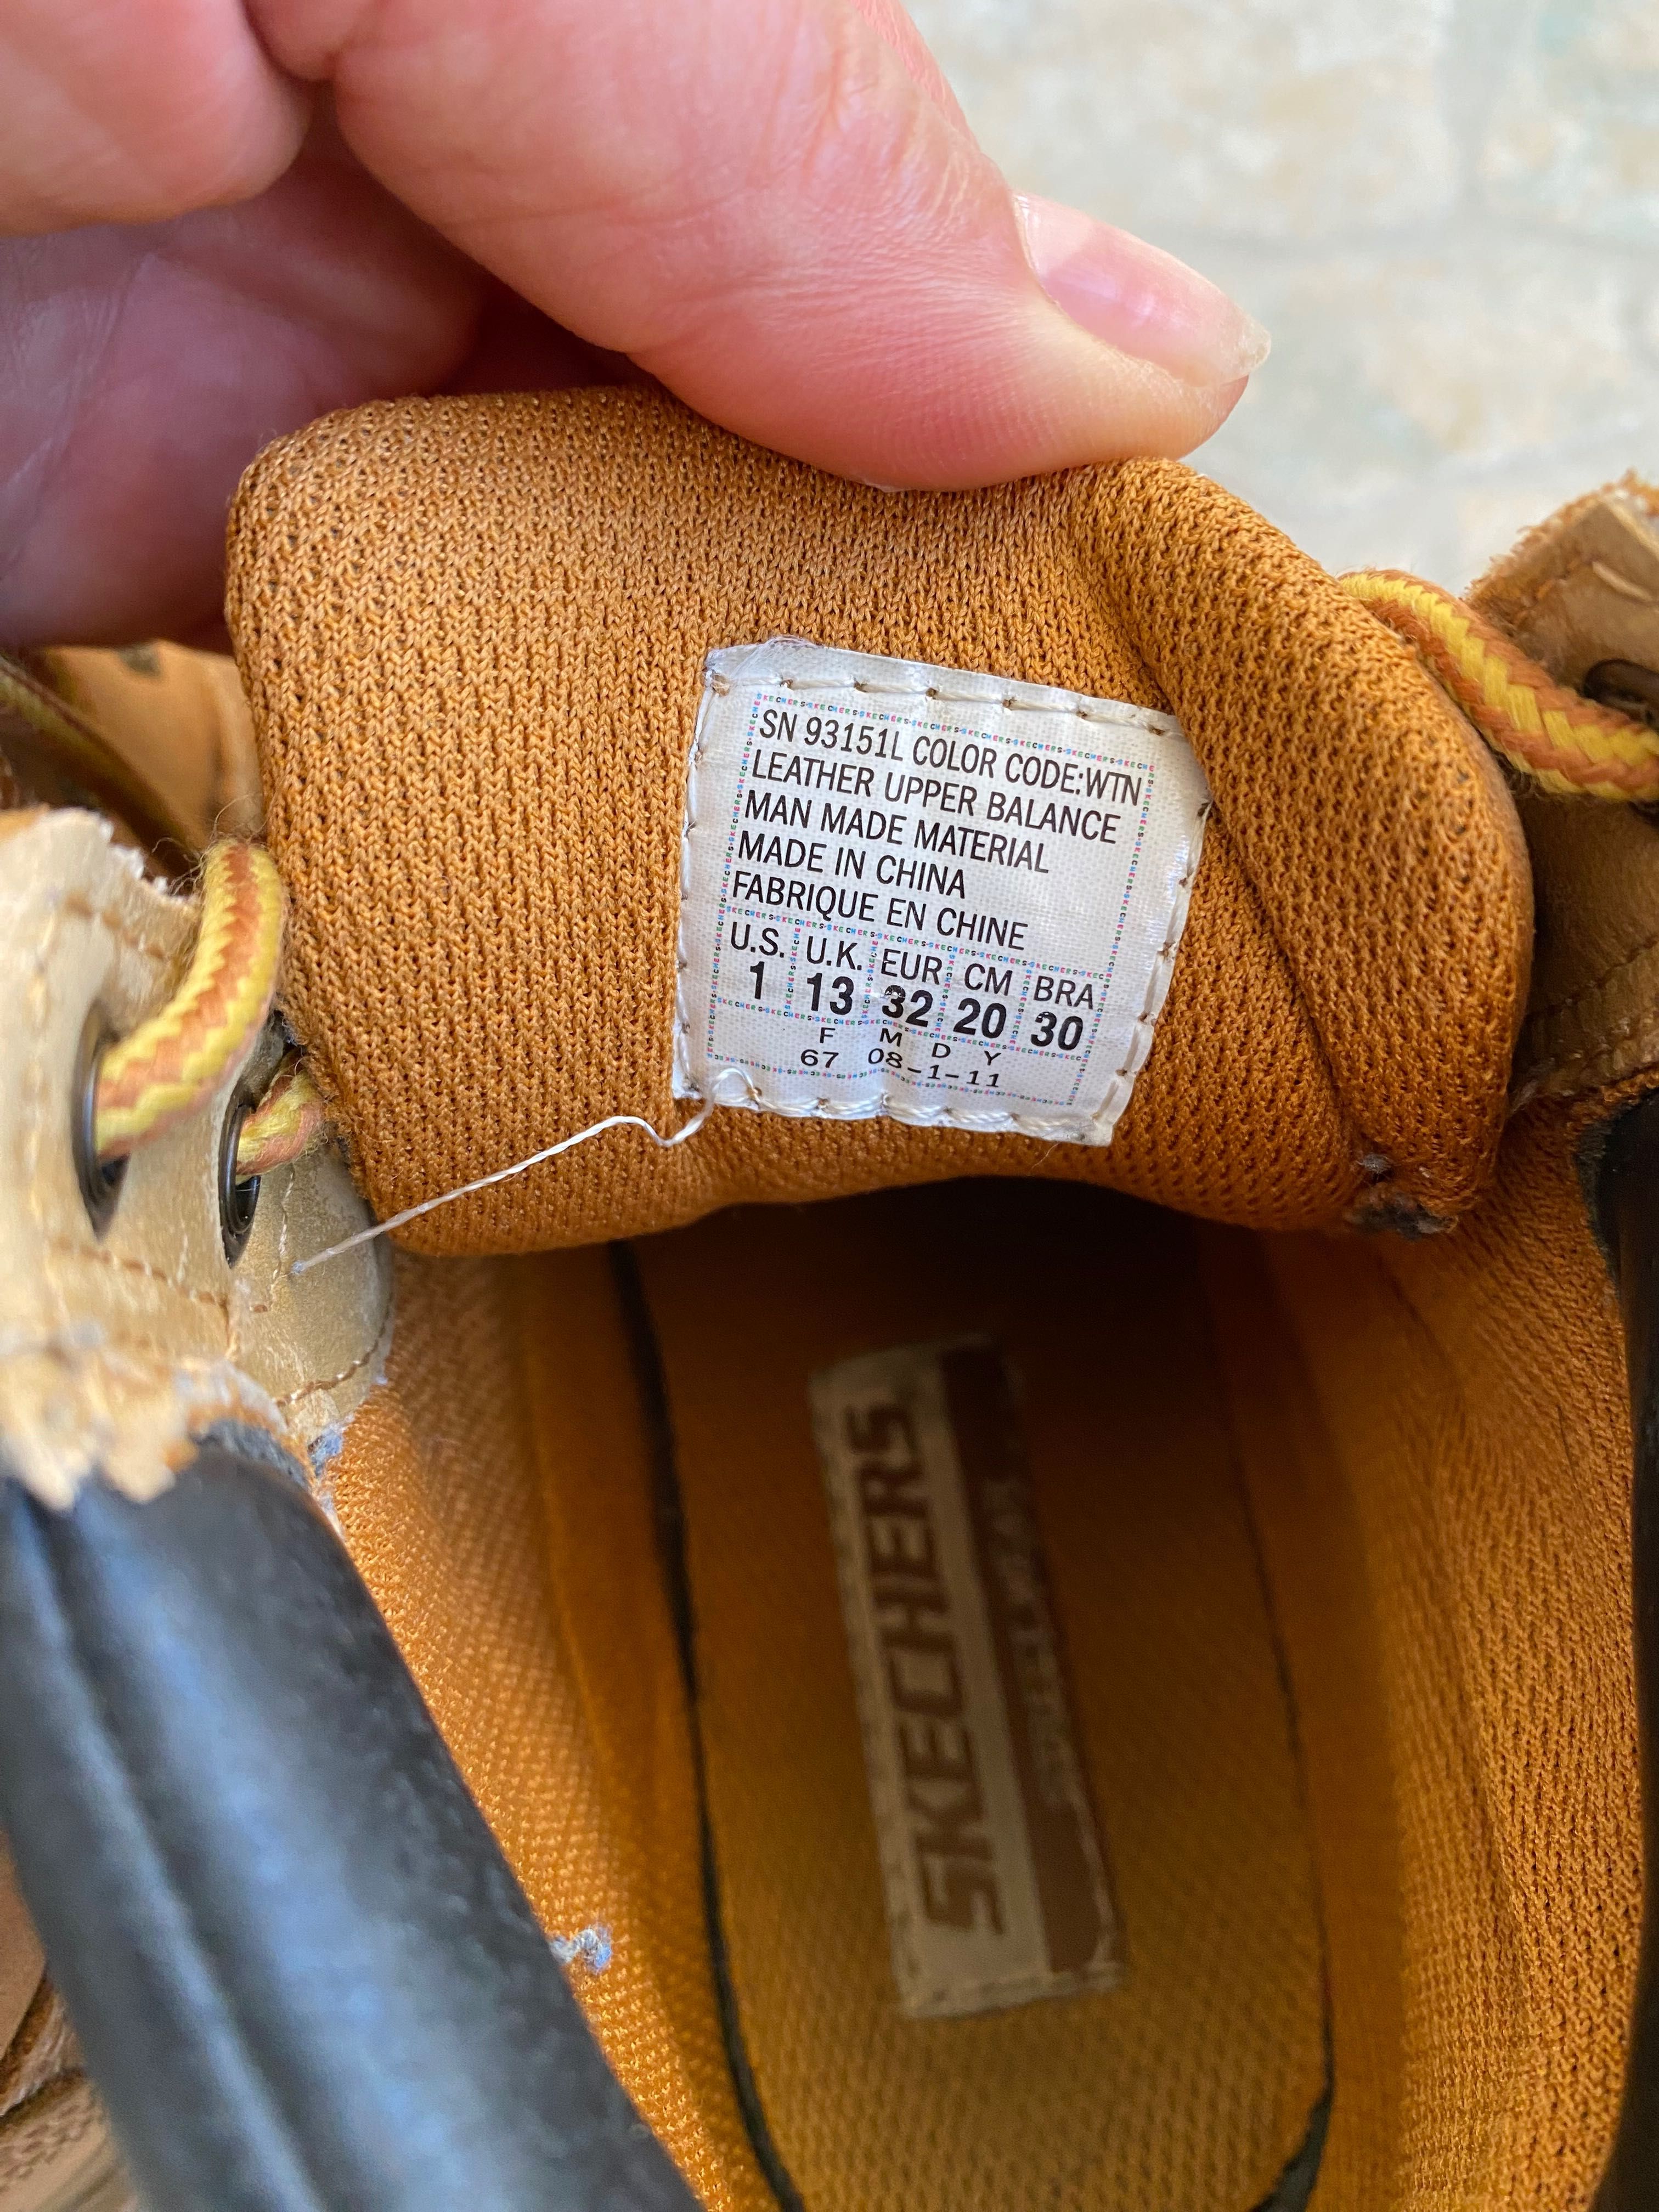 SN 93151L COLOR CODE:WTN
LEATHER UPPER BALANCE
MAN MADE MATERIAL
MADE IN CHINA
FABRIQUE EN CHINE
U.S. U.K. EUR CM BRA
1 13 32 20 30
F M D Y
67 08-1-11
SKECHERS